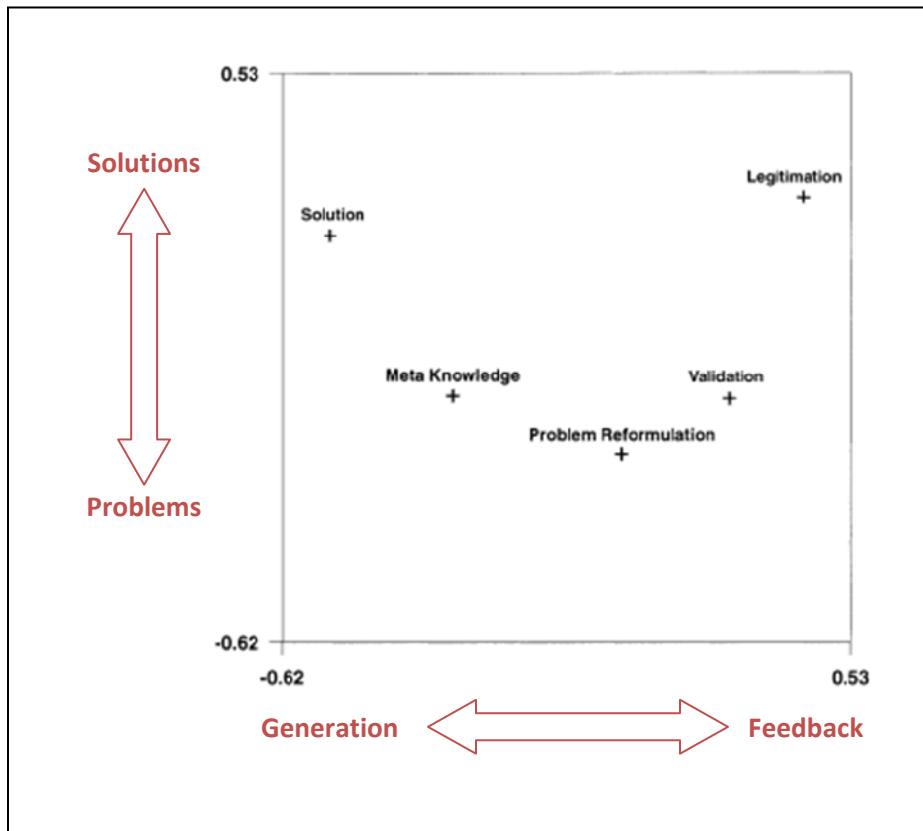 0.53
Solutions
Legitimation
Solution
Meta Knowledge
Validation
Problem Reformulation
Problems
-0.62
-0.62
0.53
Generation
Feedback